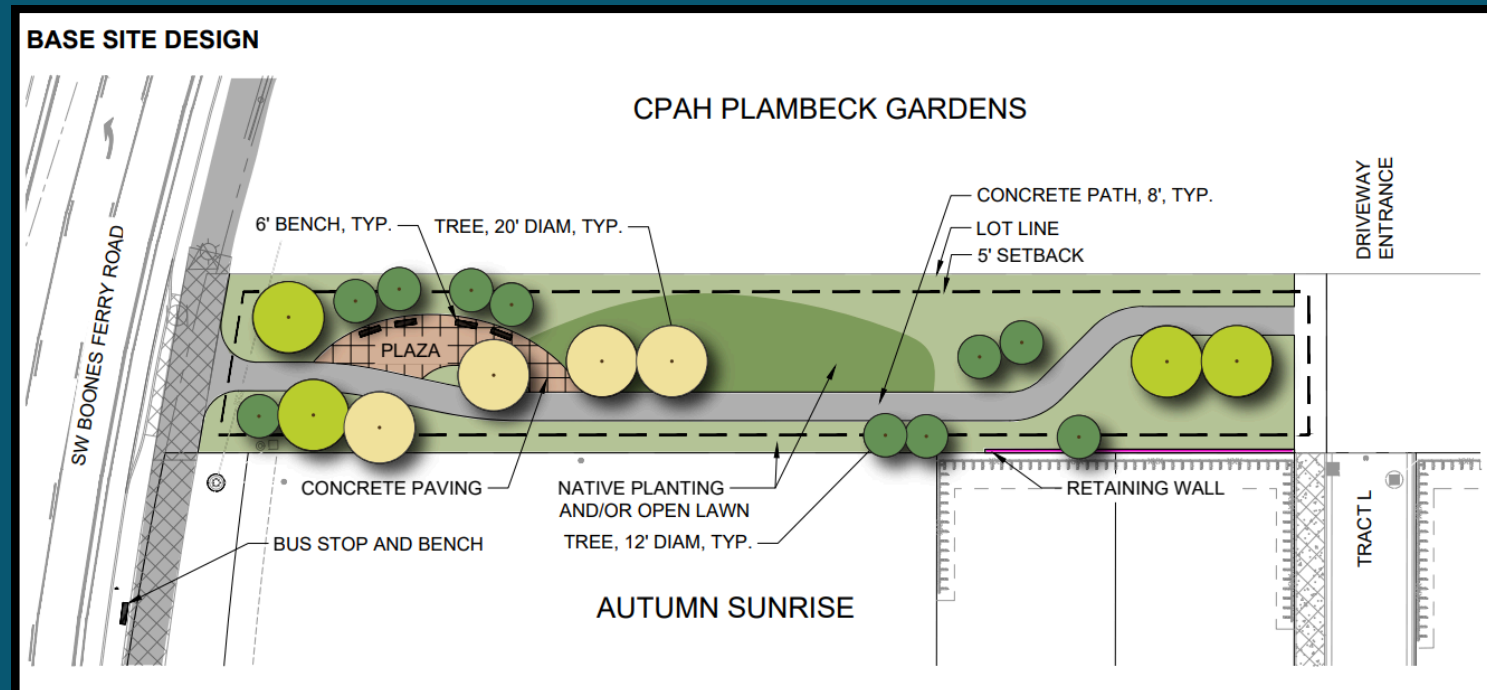 BASE SITE DESIGN
CPAH PLAMBECK GARDENS
DRIVEWAY
ENTRANCE
CONCRETE PATH, 8', TYP.
LOT LINE
5' SETBACK
6' BENCH, TYP.
TREE, 20' DIAM, TYP.
SW BOONES FERRY ROAD
PLAZA
CONCRETE PAVING
NATIVE PLANTING
AND/OR OPEN LAWN
RETAINING WALL
TREE, 12' DIAM, TYP.
BUS STOP AND BENCH
TRACT L
AUTUMN SUNRISE